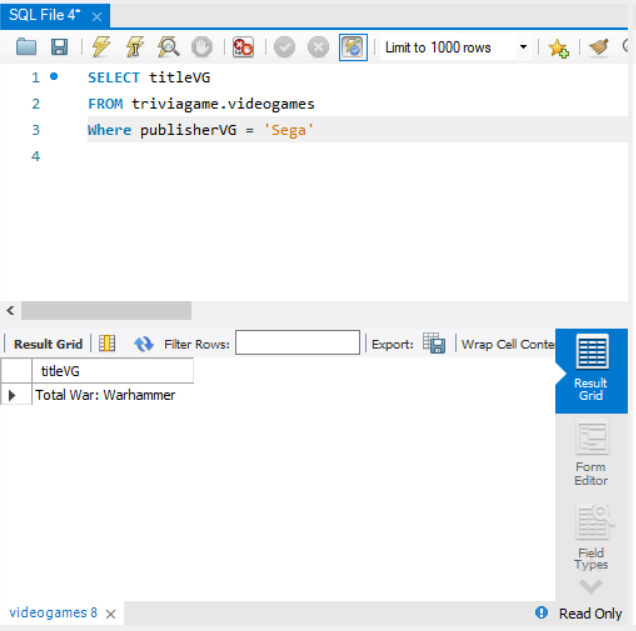 SQL File 4*
Limit to 1000 rows
1 SELECT titleVG
2 FROM triviagame.videogames
3 Where publisherVG = 'Sega'
4
Result Grid Filter Rows: Export: Wrap Cell Conte
titleVG
Total War: Warhammer
Result
Grid
Form
Editor
Field
Types
videogames 8 Read Only